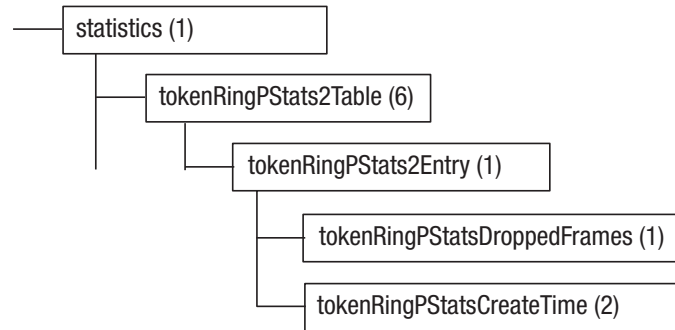 statistics (1)
tokenRingPStats2Table (6)
tokenRingPStats2Entry (1)
tokenRingPStatsDroppedFrames (1)
tokenRingPStatsCreateTime (2)